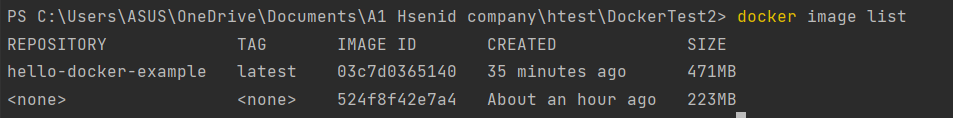 PS C:\Users\ASUS\OneDrive\Documents\A1 Hsenid company\htest\DockerTest2> docker image list
REPOSITORY             TAG       IMAGE ID       CREATED             SIZE
hello-docker-example   latest    03c7d0365140   35 minutes ago      471MB
<none>                 <none>    524f8f42e7a4   About an hour ago   223MB